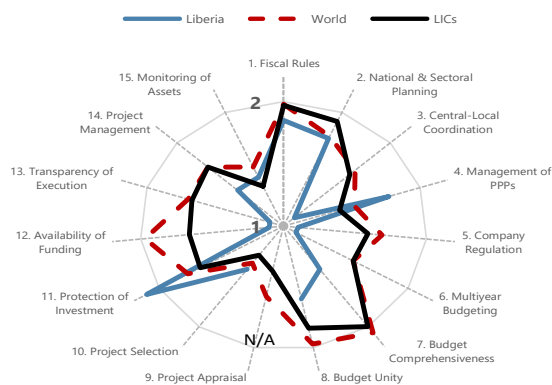 Liberia World LICs
1. Fiscal Rules
15. Monitoring of
Assets
2. National & Sectoral
Planning
14. Project
Management
2
3. Central-Local
Coordination
13. Transparency of
Execution
4. Management of
PPPs
12. Availability of
Funding
1
5. Company
Regulation
11. Protection of
Investment
6. Multiyear
Budgeting
10. Project Selection
N/A
7. Budget
Comprehensiveness
9. Project Appraisal
8. Budget Unity